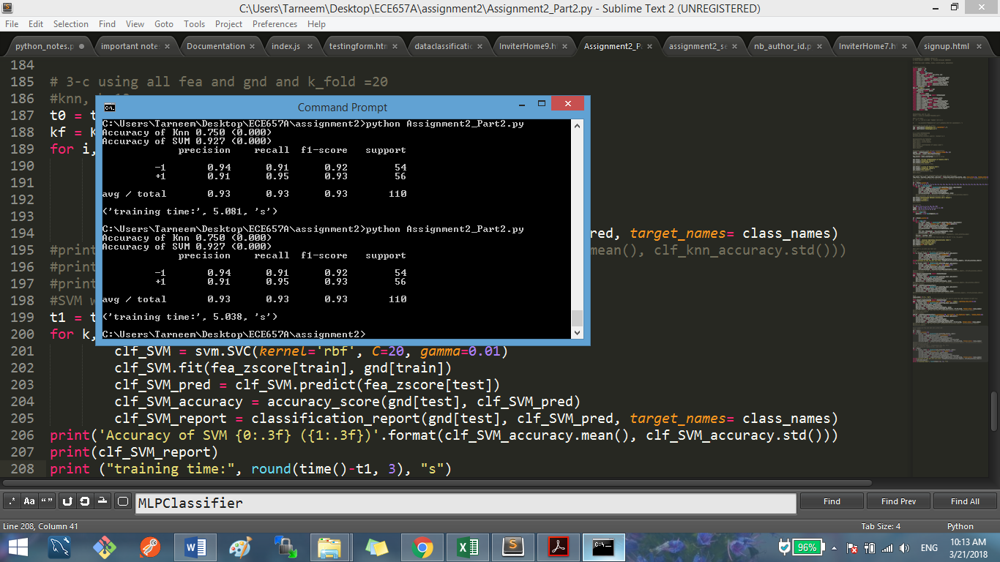 C:\Users\Tarneem\Desktop\ECE657A\assignment2\Assignment2_Part2.py - Sublime Text 2 (UNREGISTERED)
File Edit Selection Find View Goto Tools Project Preferences Help
python_notes.p important note: index.js Documentation testingform.htn dataclassificatio InviterHome9.h Assignment2_P assignment2_se nb_author_id.p InviterHome7.h signup.html
184
185 # 3-c using all fea and gnd and k_fold =20
186 #knn,
187 t0 = t
188 kf = K
189 for i,
190
191
192
193
194 red, target_names= class_names)
195 #print mean(), clf_knn_accuracy.std()))
196 #print
197 #print
198 #SVM w
199 t1 = t
200 for k,
201 clf_SVM = svm.SVC(kernel='rbf', C=20, gamma=0.01)
202 clf_SVM.fit(fea_zscore[train], gnd[train])
203 clf_SVM_pred = clf_SVM.predict(fea_zscore[test])
204 clf_SVM_accuracy = accuracy_score(gnd[test], clf_SVM_pred)
205 clf_SVM_report = classification_report(gnd[test], clf_SVM_pred, target_names= class_names)
206 print('Accuracy of SVM {0:.3f} ({1:.3f})'.format(clf_SVM_accuracy.mean(), clf_SVM_accuracy.std()))
207 print(clf_SVM_report)
208 print ("training time:", round(time()-t1, 3), "s")
Command Prompt
C:\Users\Tarneem\Desktop\ECE657A\assignment2>python Assignment2_Part2.py
Accuracy of Knn 0.750 (0.000)
Accuracy of SVM 0.927 (0.000)
precision recall f1-score support
-1 0.94 0.91 0.92 54
+1 0.91 0.95 0.93 56
avg / total 0.93 0.93 0.93 110
('training time:', 5.081, 's')
C:\Users\Tarneem\Desktop\ECE657A\assignment2>python Assignment2_Part2.py
Accuracy of Knn 0.750 (0.000)
Accuracy of SVM 0.927 (0.000)
precision recall f1-score support
-1 0.94 0.91 0.92 54
+1 0.91 0.95 0.93 56
avg / total 0.93 0.93 0.93 110
('training time:', 5.038, 's')
C:\Users\Tarneem\Desktop\ECE657A\assignment2>
.* Aa “” MLPClassifier Find Find Prev Find All
Line 208, Column 41 Tab Size: 4 Python
96% ENG 10:13 AM
3/21/2018